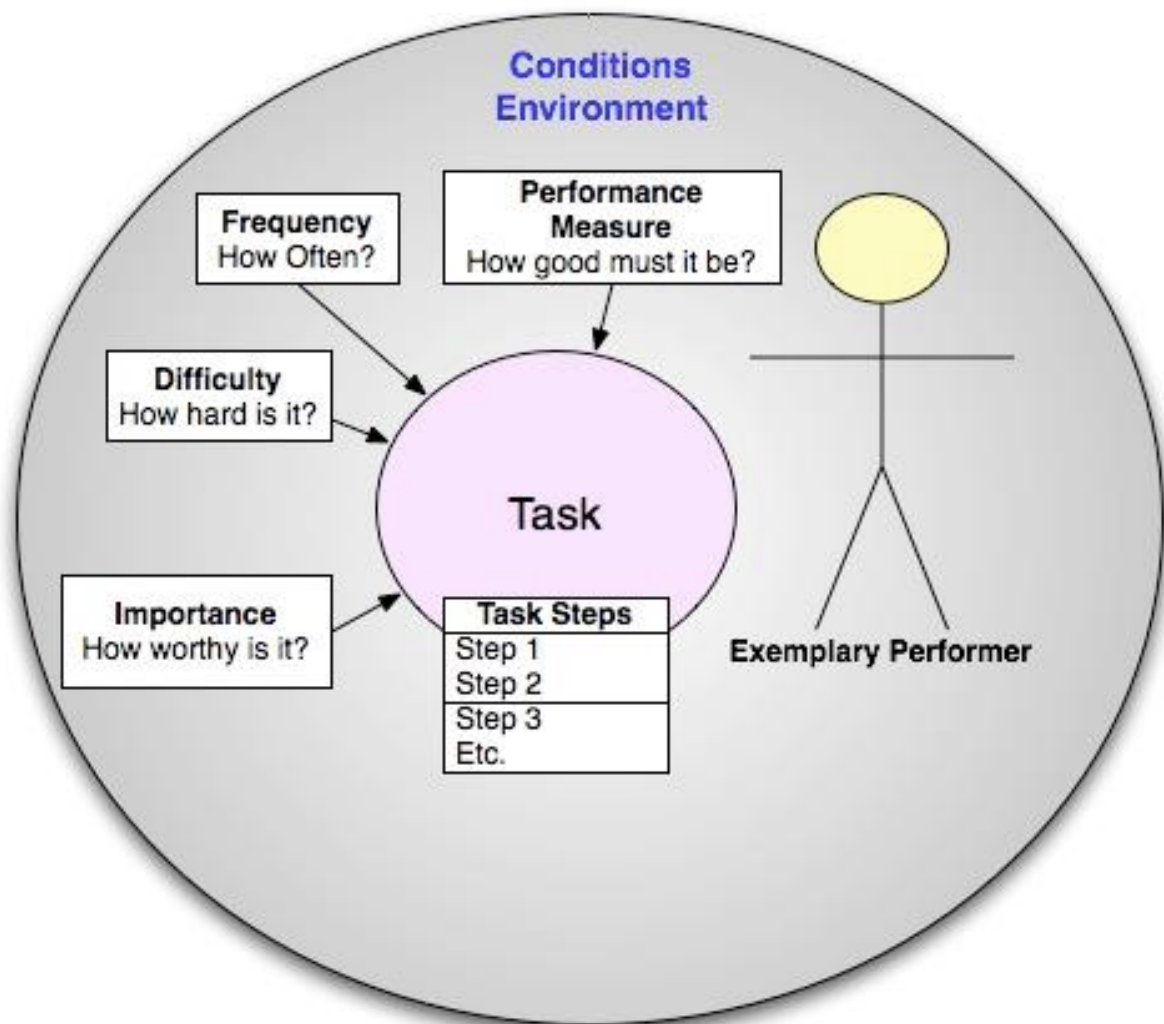 Conditions
Environment
Frequency
How Often?
Performance
Measure
How good must it be?
Difficulty
How hard is it?
Task
Importance
How worthy is it?
Task Steps
Step 1
Step 2
Step 3
Etc.
Exemplary Performer